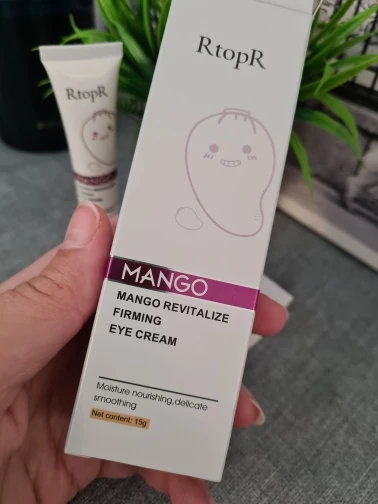 RtopR
RtopR
MANGO
MANGO REVITALIZE
FIRMING
EYE CREAM
Moisture nourishing,delicate
smoothing
Net content: 15g